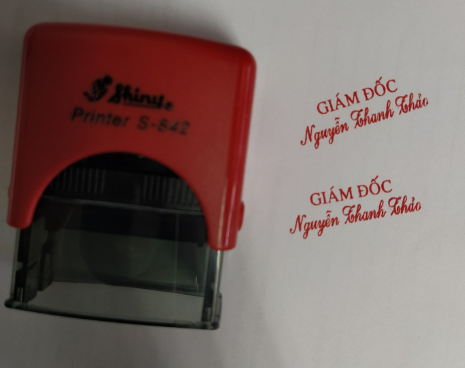 Shiny
Printer S-842
GIÁM ĐỐC
Nguyễn Thanh Thảo
GIÁM ĐỐC
Nguyễn Thanh Thảo